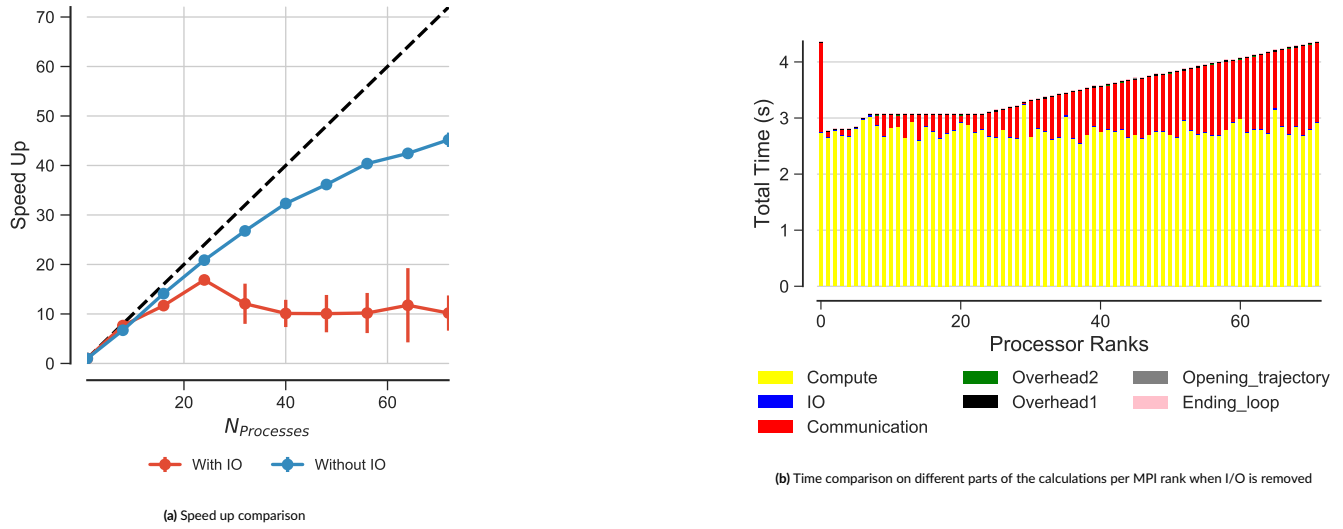 70
60
50
40
30
20
10
0
Speed Up
20 40 60
N_Processes
With IO Without IO
(a) Speed up comparison
4
3
2
1
0
Total Time (s)
0 20 40 60
Processor Ranks
Compute Overhead2 Opening_trajectory
IO Overhead1 Ending_loop
Communication
(b) Time comparison on different parts of the calculations per MPI rank when I/O is removed